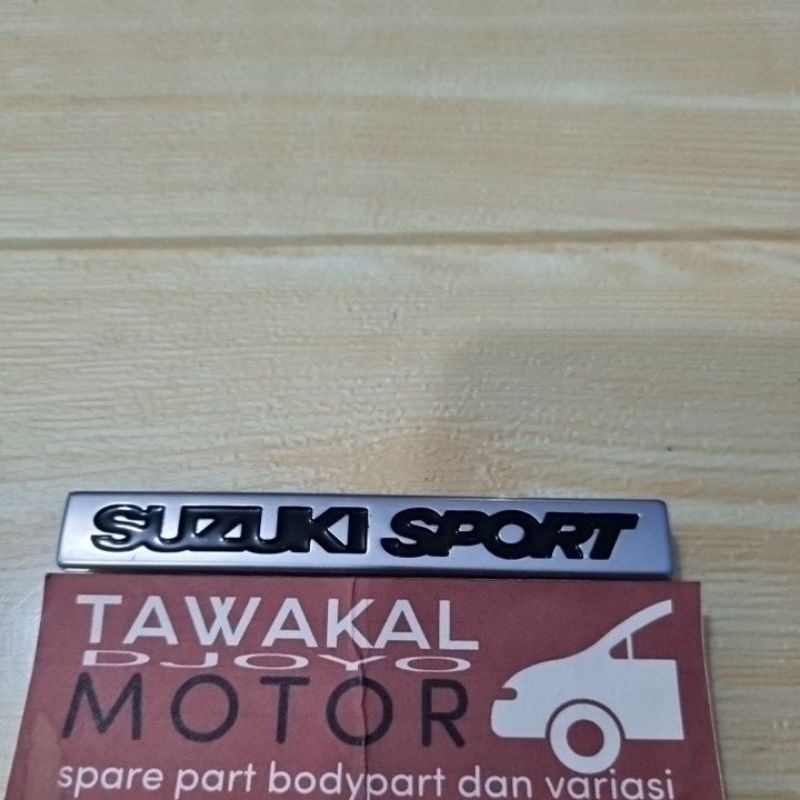 SUZUKI SPORT
TAWAKAL
DJOYO
MOTOR
spare part bodypart dan variasi